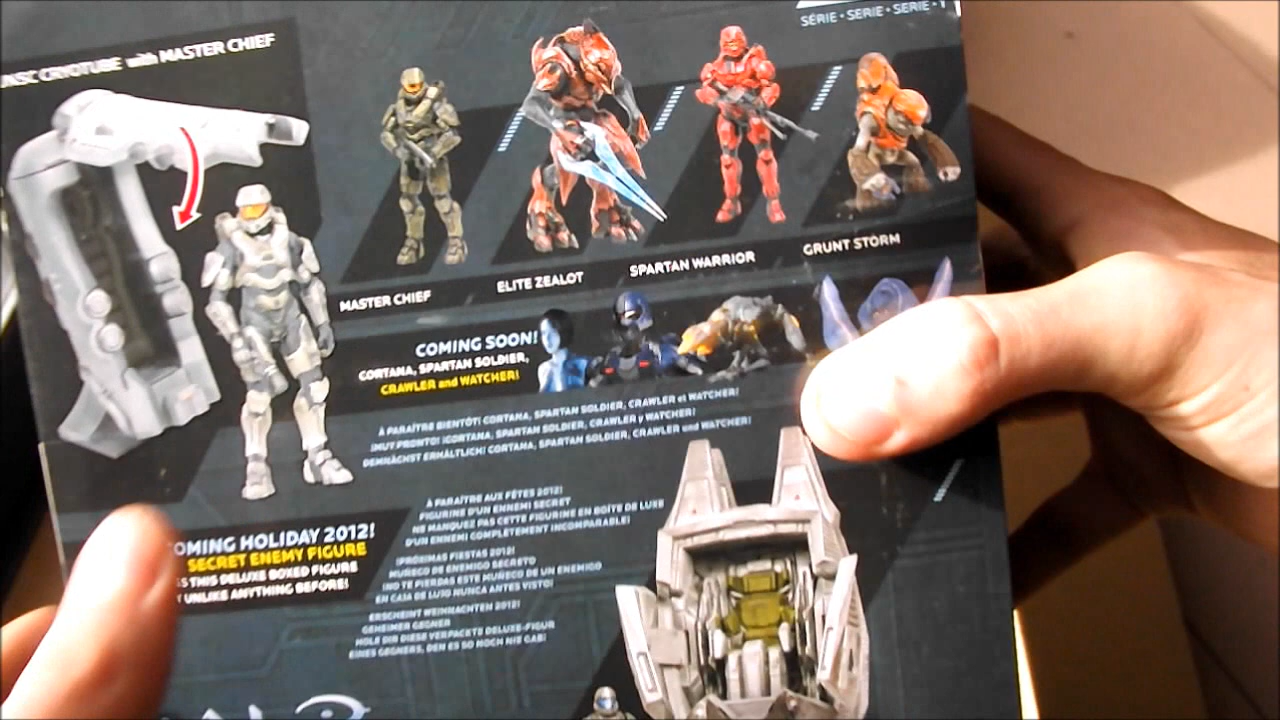 SÉRIE • SERIE • SERIE • Y
CRYOTUBE with MASTER CHIEF
MASTER CHIEF
ELITE ZEALOT
SPARTAN WARRIOR
GRUNT STORM
COMING SOON!
CORTANA, SPARTAN SOLDIER,
CRAWLER and WATCHER!
À PARAÎTRE BIENTÔT! CORTANA, SPARTAN SOLDIER, CRAWLER et WATCHER!
¡MUY PRONTO! ¡CORTANA, SPARTAN SOLDIER, CRAWLER y WATCHER!
DEMNÄCHST ERHÄLTLICH! CORTANA, SPARTAN SOLDIER, CRAWLER und WATCHER!
OMING HOLIDAY 2012!
SECRET ENEMY FIGURE
S THIS DELUXE BOXED FIGURE
UNLIKE ANYTHING BEFORE!
À PARAÎTRE AUX FÊTES 2012!
FIGURINE D'UN ENNEMI SECRET
NE MANQUEZ PAS CETTE FIGURINE EN BOÎTE DE LUXE
D'UN ENNEMI COMPLETEMENT INCOMPARABLE!
¡PRÓXIMAS FIESTAS 2012!
MUÑECO DE ENEMIGO SECRETO
¡NO TE PIERDAS ESTE MUÑECO DE UN ENEMIGO
EN CAJA DE LUJO NUNCA ANTES VISTO!
ERSCHEINT WEIHNACHTEN 2012!
GEHEIMER GEGNER
HOLE DIR DIESE VERPACKTE DELUXE-FIGUR
EINES GEGNERS, DEN ES SO NOCH NIE GAB!